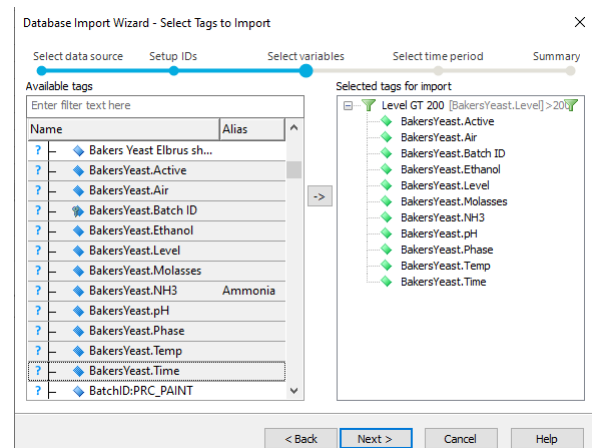 Database Import Wizard - Select Tags to Import
Select data source Setup IDs Select variables Select time period Summary
Available tags
Enter filter text here
Name Alias
? Bakers Yeast Elbrus sh...
? BakersYeast.Active
? BakersYeast.Air
? BakersYeast.Batch ID
? BakersYeast.Ethanol
? BakersYeast.Level
? BakersYeast.Molasses
? BakersYeast.NH3 Ammonia
? BakersYeast.pH
? BakersYeast.Phase
? BakersYeast.Temp
? BakersYeast.Time
? BatchID:PRC_PAINT
->
Selected tags for import
Level GT 200 [BakersYeast.Level]>200
BakersYeast.Active
BakersYeast.Air
BakersYeast.Batch ID
BakersYeast.Ethanol
BakersYeast.Level
BakersYeast.Molasses
BakersYeast.NH3
BakersYeast.pH
BakersYeast.Phase
BakersYeast.Temp
BakersYeast.Time
< Back Next > Cancel Help